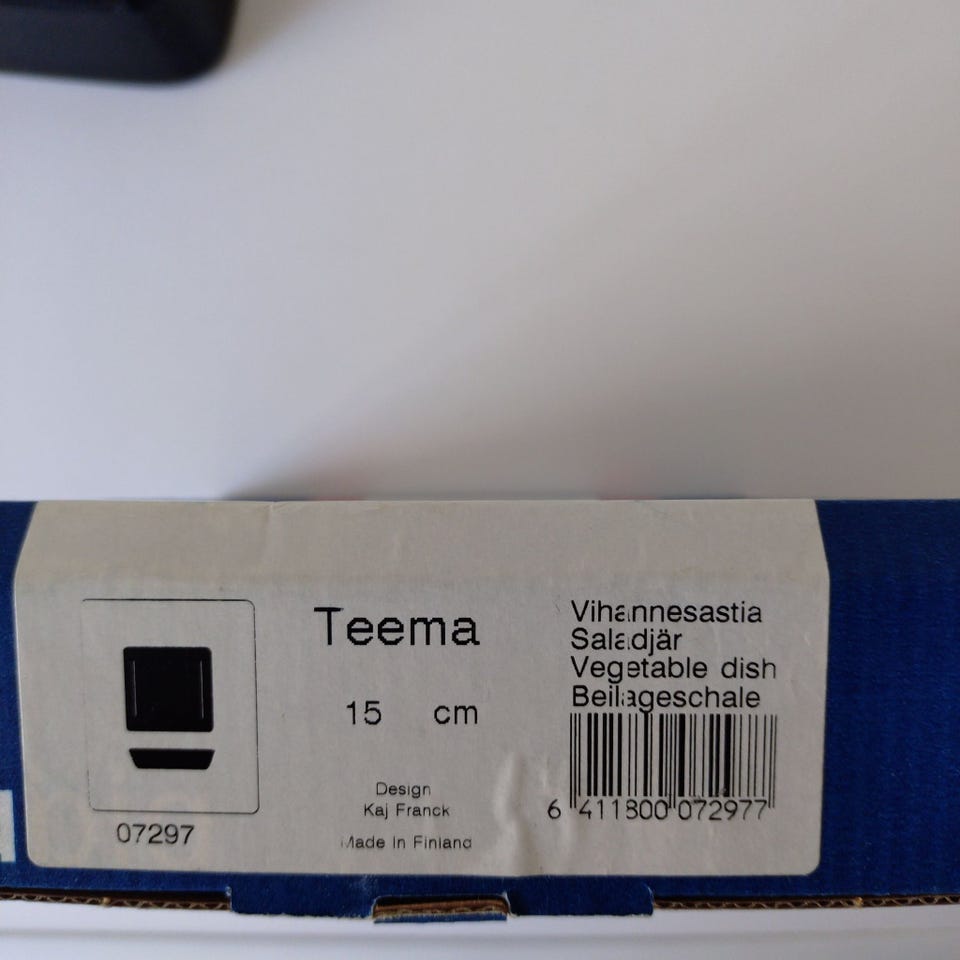 Teema
15 cm
Design
Kaj Franck
Made in Finland
07297
Vihannesastia
Saladjär
Vegetable dish
Beilageschale
6 411800 072977